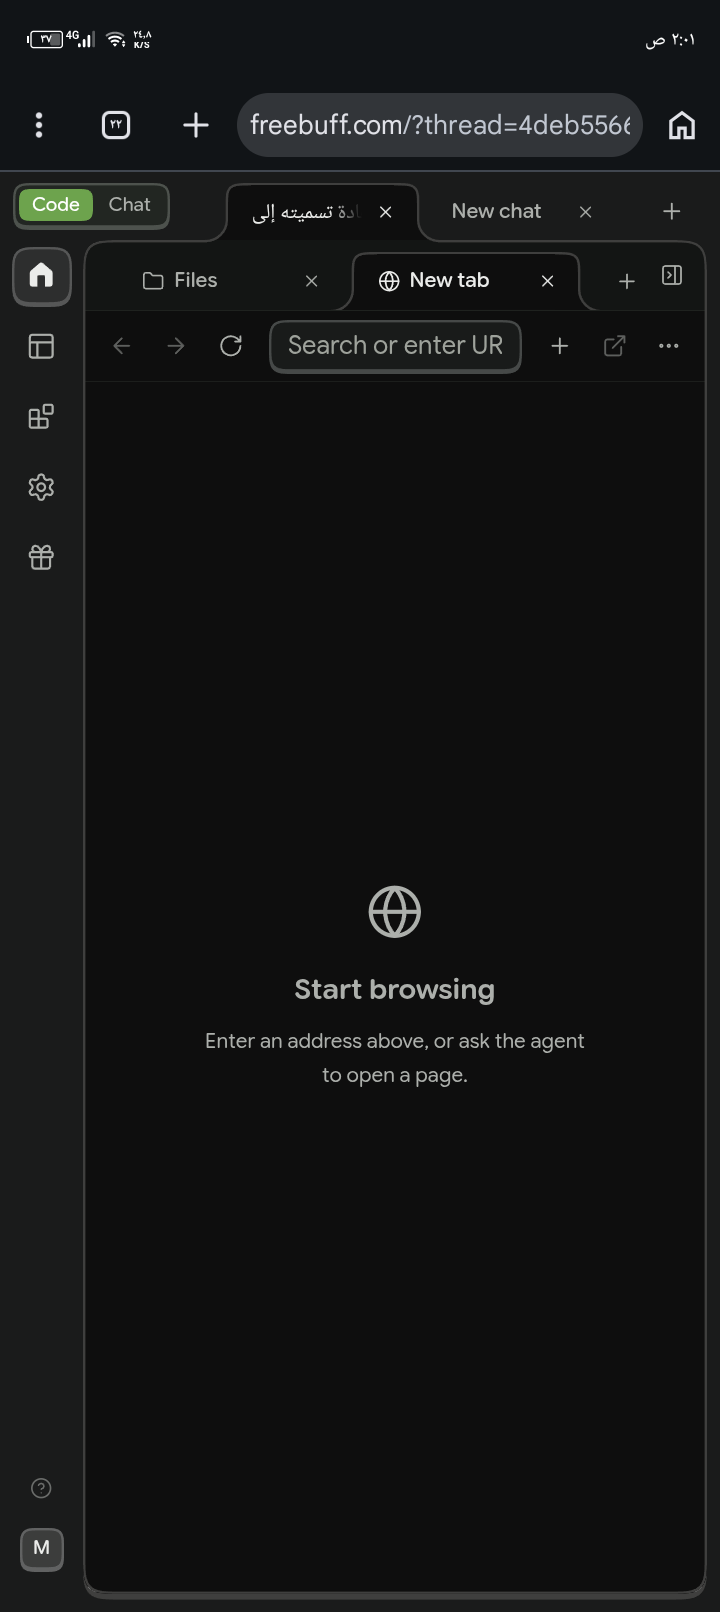 ٣٧ 4G ٢٤,٨ K/S ٢:٠١ ص
٢٢ freebuff.com/?thread=4deb556
Code Chat تسميته إلى New chat
Files New tab
Search or enter UR
Start browsing
Enter an address above, or ask the agent
to open a page.
M